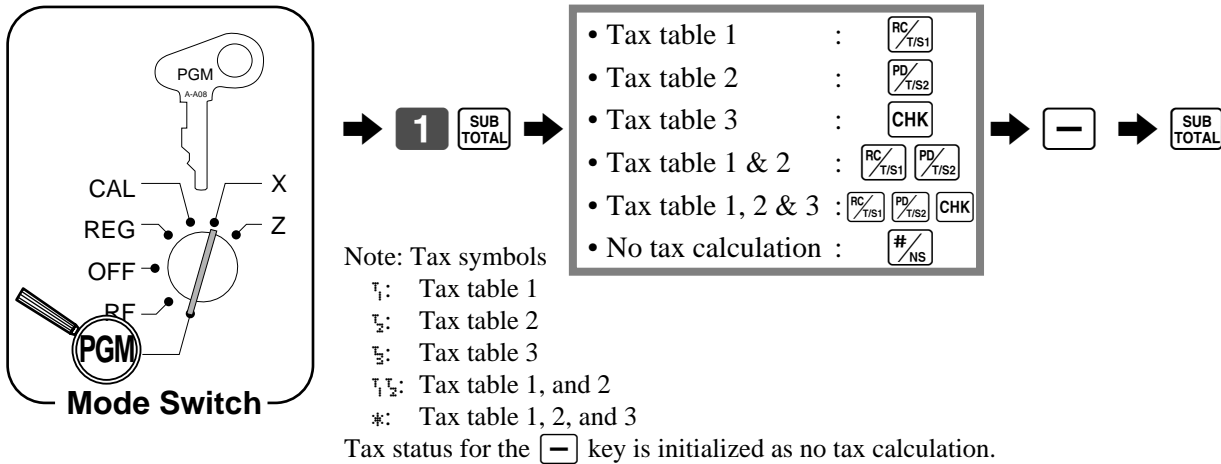 PGM
A-A08
CAL
X
REG
Z
OFF
RF
PGM
Mode Switch
1 SUB TOTAL
• Tax table 1 : RC/T/S1
• Tax table 2 : PD/T/S2
• Tax table 3 : CHK
• Tax table 1 & 2 : RC/T/S1 PD/T/S2
• Tax table 1, 2 & 3 : RC/T/S1 PD/T/S2 CHK
• No tax calculation : #/NS
− SUB TOTAL
Note: Tax symbols
T1: Tax table 1
T2: Tax table 2
T3: Tax table 3
T1T2: Tax table 1, and 2
*: Tax table 1, 2, and 3
Tax status for the − key is initialized as no tax calculation.